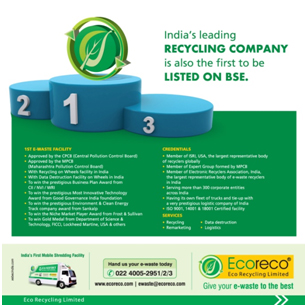 India's leading
RECYCLING COMPANY
is also the first to be
LISTED ON BSE.
2
1
3
1ST E-WASTE FACILITY
• Approved by the CPCB (Central Pollution Control Board)
• Approved by the MPCB
(Maharashtra Pollution Control Board)
• With Recycling on Wheels facility in India
• With Data Destruction Facility on Wheels in India
• To win the prestigious Business Plan Award from
CII / NVI / WRI
• To win the prestigious Most Innovative Technology
Award from Good Governance India foundation
• To win the prestigious Environment & Clean Energy
Track company award from Sankalp
• To win the Niche Market Player Award from Frost & Sullivan
• To win Gold Medal from Department of Science &
Technology, FICCI, Lockheed Martine, USA & others
CREDENTIALS
• Member of ISRI, USA, the largest representative body
of recyclers globally
• Member of Expert Group formed by MPCB
• Member of Electronics Recyclers Association, India,
the largest representative body of e-waste recyclers
in India
• Serving more than 300 corporate entities
across India
• Having its own fleet of trucks and tie-up with
a very prestigious logistic company of India
• ISO 9001, 14001 & 18001 Certified facility
SERVICES
• Recycling • Data destruction
• Remarketing • Logistic
India's First Mobile Shredding Facility
Hand us your e-waste today
022 4005-2951/2/3
www.ecoreco.com | ewaste@ecoreco.com
Ecoreco
Eco Recycling Limited
Give your e-waste to the best
Eco Recycling Limited